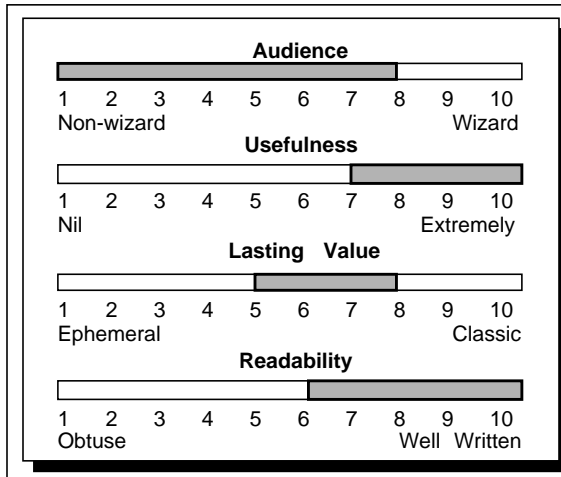 Audience
1 2 3 4 5 6 7 8 9 10
Non-wizard Wizard
Usefulness
1 2 3 4 5 6 7 8 9 10
Nil Extremely
Lasting Value
1 2 3 4 5 6 7 8 9 10
Ephemeral Classic
Readability
1 2 3 4 5 6 7 8 9 10
Obtuse Well Written